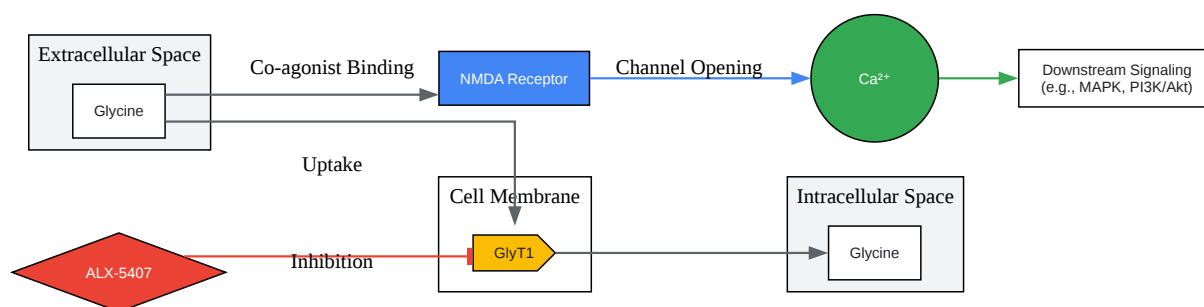 Extracellular Space
Glycine
Co-agonist Binding
NMDA Receptor
Channel Opening
Ca²⁺
Downstream Signaling
(e.g., MAPK, PI3K/Akt)
Uptake
Cell Membrane
GlyT1
Intracellular Space
Glycine
ALX-5407
Inhibition